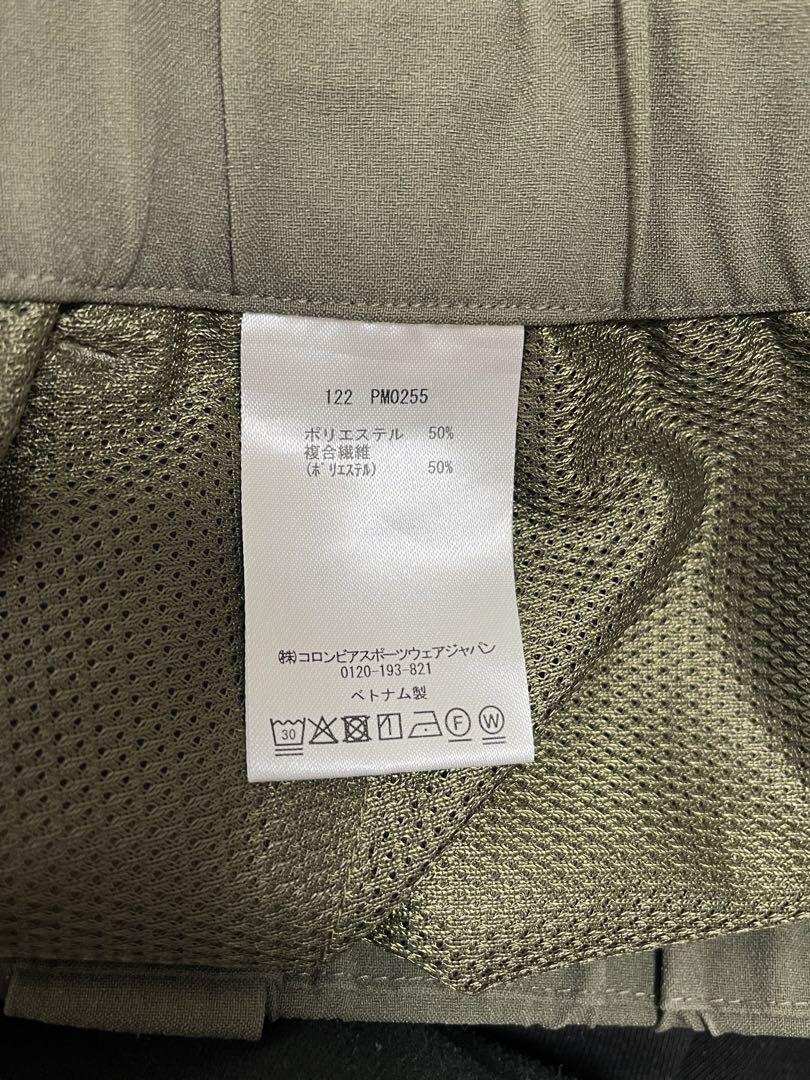 122 PM0255
ポリエステル 50%
複合繊維
(ﾎﾟﾘｴｽﾃﾙ) 50%
㈱コロンビアスポーツウェアジャパン
0120-193-821
ベトナム製
30 F W